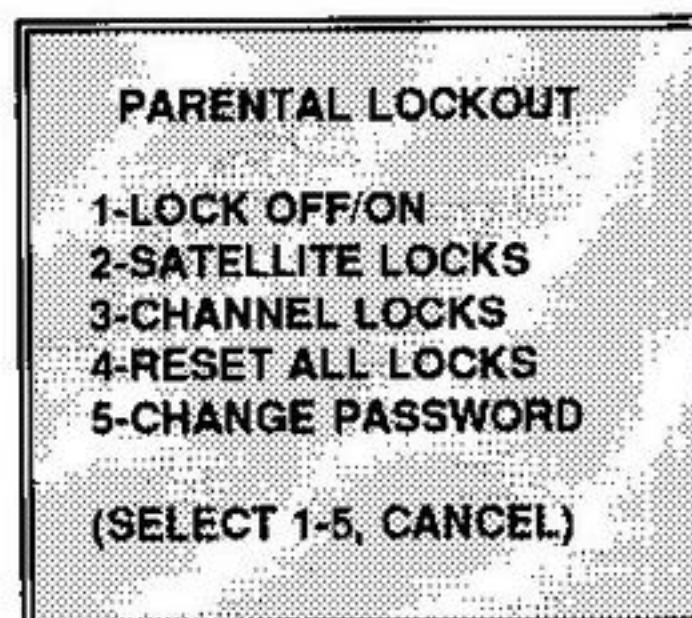 PARENTAL LOCKOUT
1-LOCK OFF/ON
2-SATELLITE LOCKS
3-CHANNEL LOCKS
4-RESET ALL LOCKS
5-CHANGE PASSWORD
(SELECT 1-5, CANCEL)